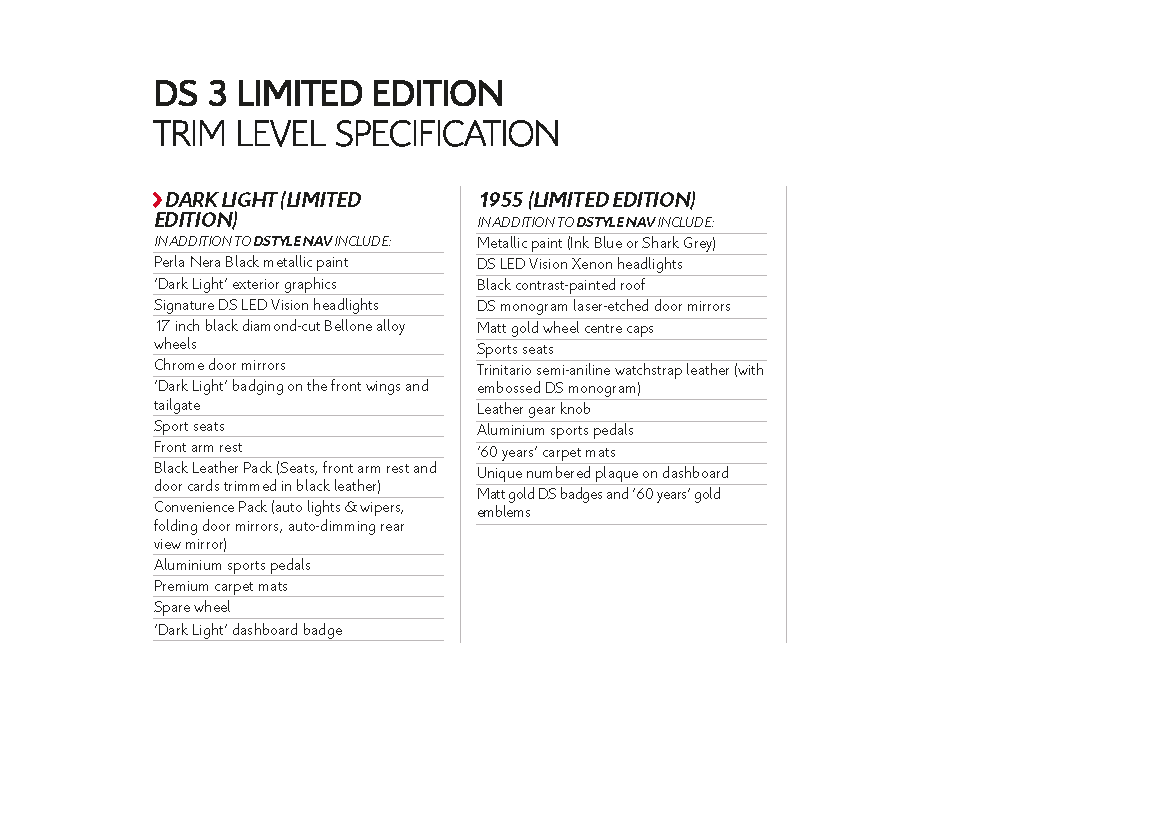 DS 3 LIMITED EDITION
TRIM LEVEL SPECIFICATION
DARK LIGHT (LIMITED
EDITION)
IN ADDITION TO DSTYLE NAV INCLUDE:
Perla Nera Black metallic paint
‘Dark Light’ exterior graphics
Signature DS LED Vision headlights
17 inch black diamond-cut Bellone alloy
wheels
Chrome door mirrors
‘Dark Light’ badging on the front wings and
tailgate
Sport seats
Front arm rest
Black Leather Pack (Seats, front arm rest and
door cards trimmed in black leather)
Convenience Pack (auto lights & wipers,
folding door mirrors, auto-dimming rear
view mirror)
Aluminium sports pedals
Premium carpet mats
Spare wheel
‘Dark Light’ dashboard badge
1955 (LIMITED EDITION)
IN ADDITION TO DSTYLE NAV INCLUDE:
Metallic paint (Ink Blue or Shark Grey)
DS LED Vision Xenon headlights
Black contrast-painted roof
DS monogram laser-etched door mirrors
Matt gold wheel centre caps
Sports seats
Trinitario semi-aniline watchstrap leather (with
embossed DS monogram)
Leather gear knob
Aluminium sports pedals
‘60 years’ carpet mats
Unique numbered plaque on dashboard
Matt gold DS badges and ‘60 years’ gold
emblems